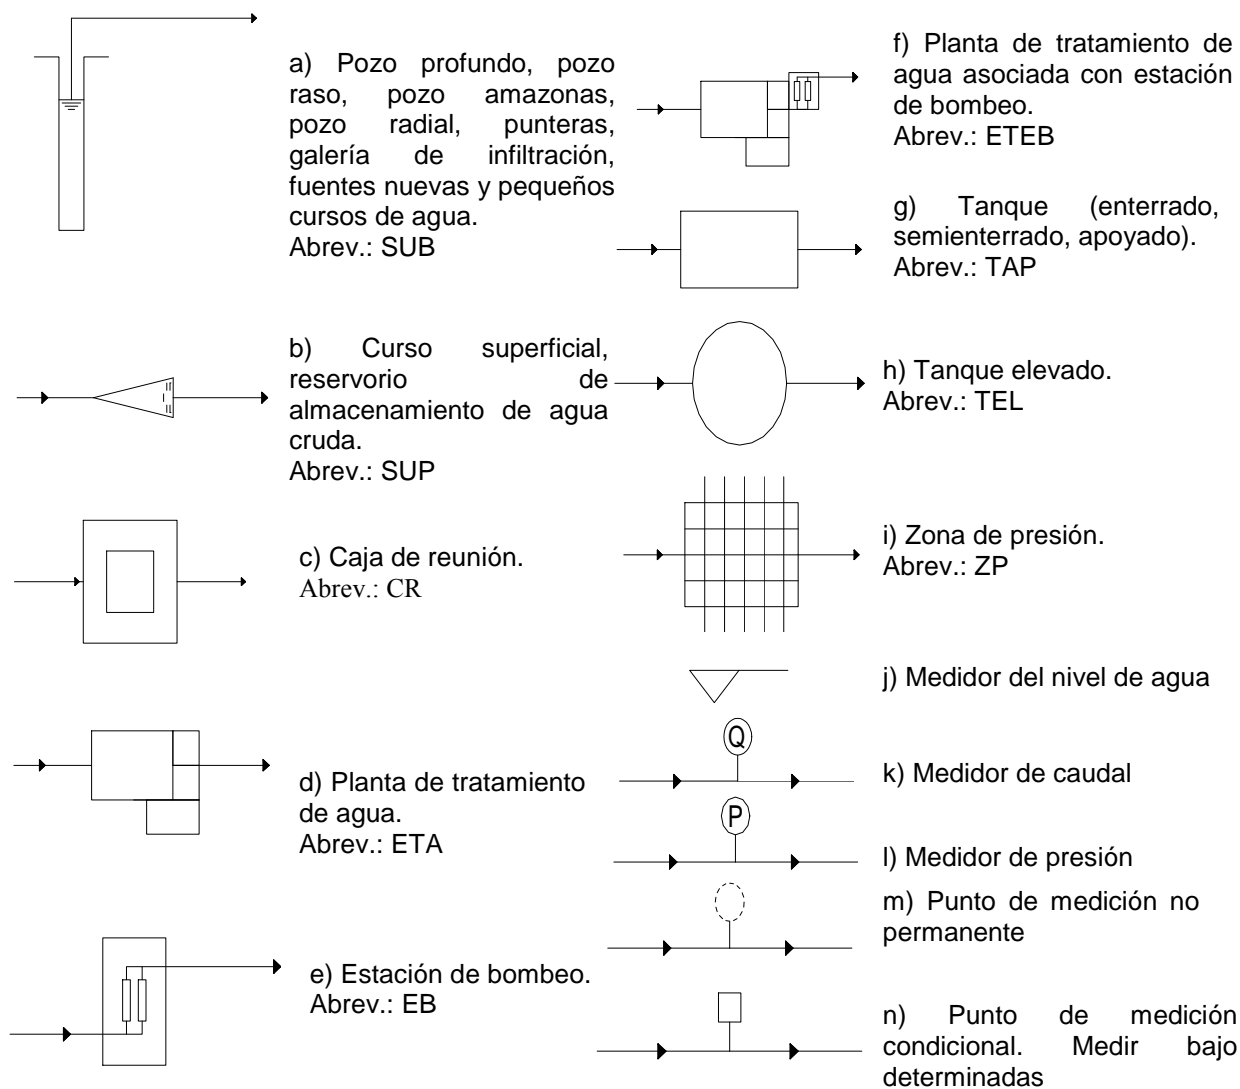 a) Pozo profundo, pozo
raso, pozo amazonas,
pozo radial, punteras,
galería de infiltración,
fuentes nuevas y pequeños
cursos de agua.
Abrev.: SUB
b) Curso superficial,
reservorio de
almacenamiento de agua
cruda.
Abrev.: SUP
c) Caja de reunión.
Abrev.: CR
d) Planta de tratamiento
de agua.
Abrev.: ETA
e) Estación de bombeo.
Abrev.: EB
f) Planta de tratamiento de
agua asociada con estación
de bombeo.
Abrev.: ETEB
g) Tanque (enterrado,
semienterrado, apoyado).
Abrev.: TAP
h) Tanque elevado.
Abrev.: TEL
i) Zona de presión.
Abrev.: ZP
j) Medidor del nivel de agua
Q
k) Medidor de caudal
P
l) Medidor de presión
m) Punto de medición no
permanente
n) Punto de medición
condicional. Medir bajo
determinadas